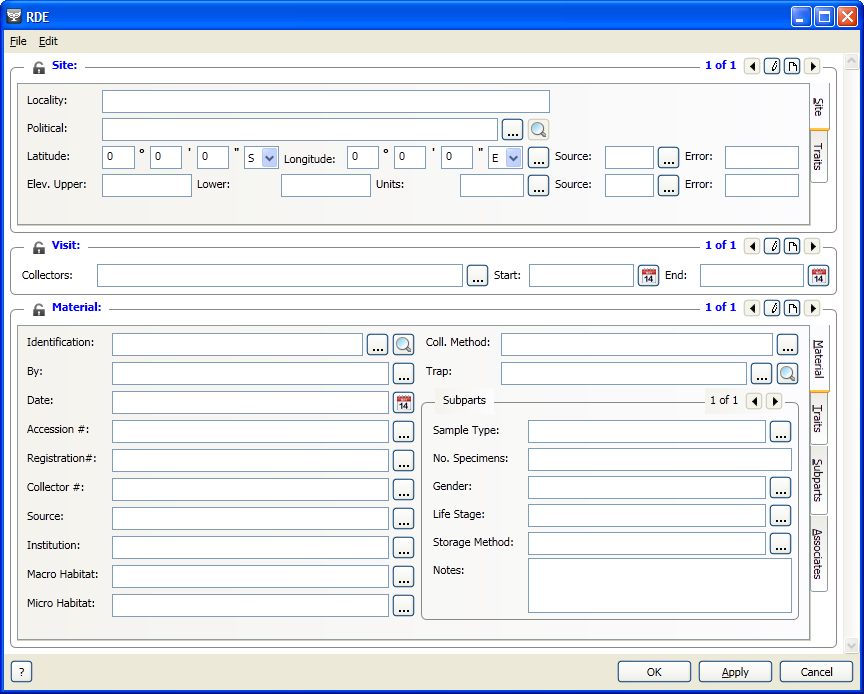 RDE
File Edit
Site: 1 of 1
Locality:
Site
Political: ...
Latitude: 0 ° 0 ' 0 " S Longitude: 0 ° 0 ' 0 " E ... Source: ... Error:
Traits
Elev. Upper: Lower: Units: ... Source: ... Error:
Visit: 1 of 1
Collectors: ... Start: 14 End: 14
Material: 1 of 1
Identification: ... Coll. Method: ...
Material
By: ... Trap: ...
Date: 14 Subparts 1 of 1
Traits
Accession #: ... Sample Type: ...
Registration#: ... No. Specimens:
Subparts
Collector #: ... Gender: ...
Source: ... Life Stage: ...
Institution: ... Storage Method: ...
Associates
Macro Habitat: ... Notes:
Micro Habitat: ...
? OK Apply Cancel